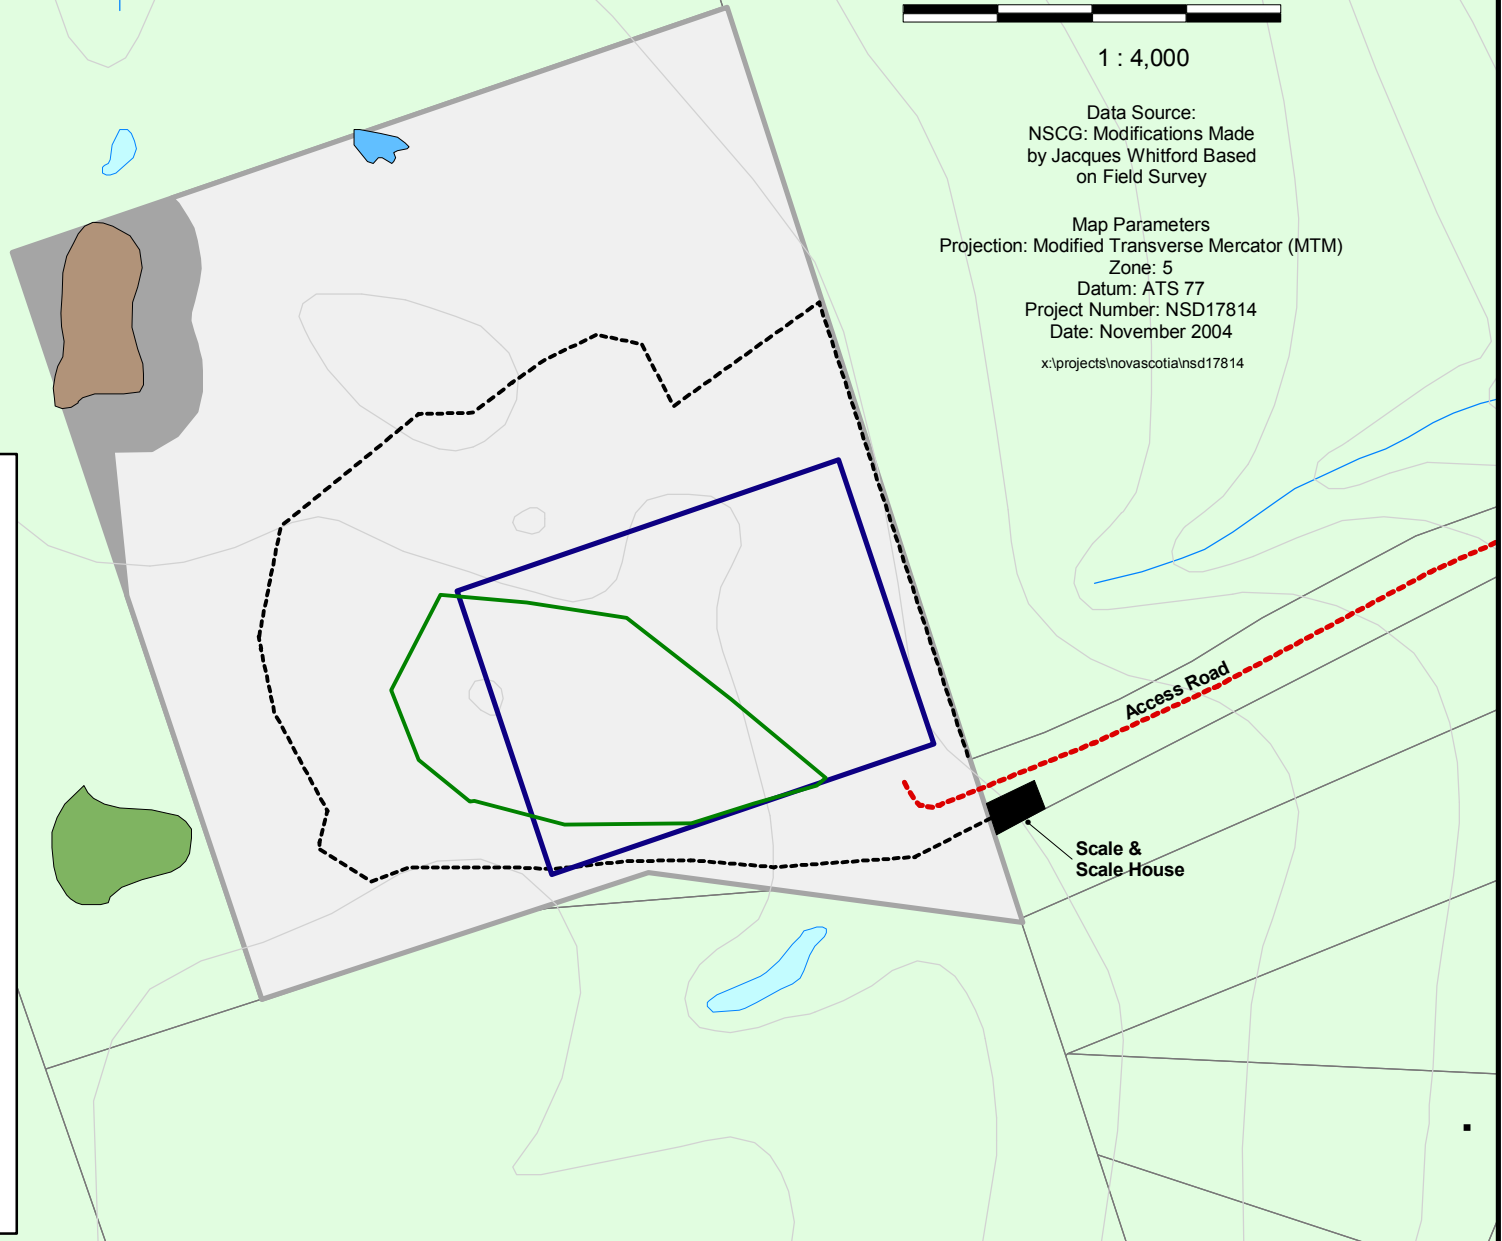 1 : 4,000
Data Source:
NSCG: Modifications Made
by Jacques Whitford Based
on Field Survey
Map Parameters
Projection: Modified Transverse Mercator (MTM)
Zone: 5
Datum: ATS 77
Project Number: NSD17814
Date: November 2004
x:\projects\novascotia\nsd17814
Access Road
Scale &
Scale House